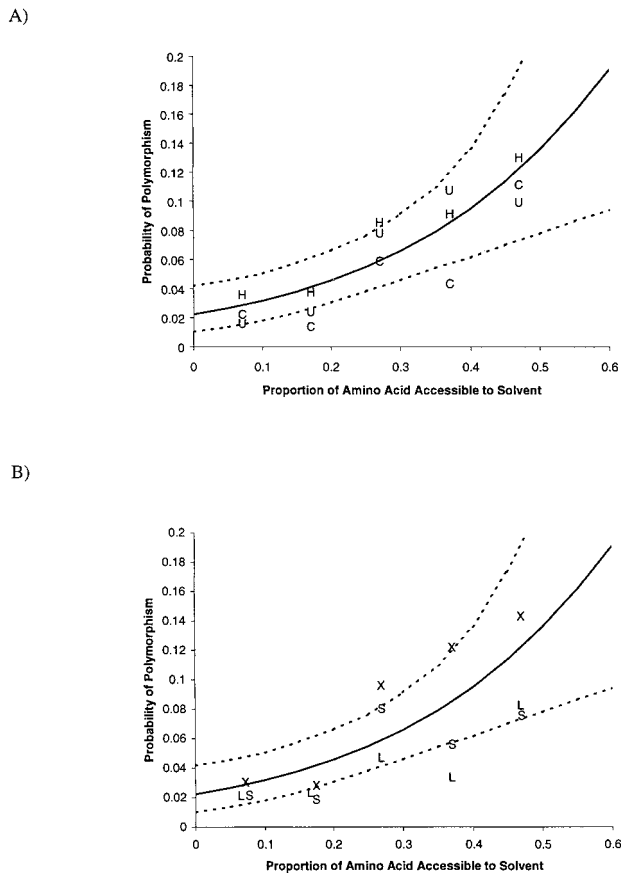 A)
0.2
0.18
0.16
0.14
0.12
0.1
0.08
0.06
0.04
0.02
0
Probability of Polymorphism
H
C
U
H
U
C
H
U
C
U
H
C
H
C
U
0 0.1 0.2 0.3 0.4 0.5 0.6
Proportion of Amino Acid Accessible to Solvent
B)
0.2
0.18
0.16
0.14
0.12
0.1
0.08
0.06
0.04
0.02
0
Probability of Polymorphism
X
L S
X
L
S
X
S
L
X
S
L
X
L
S
0 0.1 0.2 0.3 0.4 0.5 0.6
Proportion of Amino Acid Accessible to Solvent